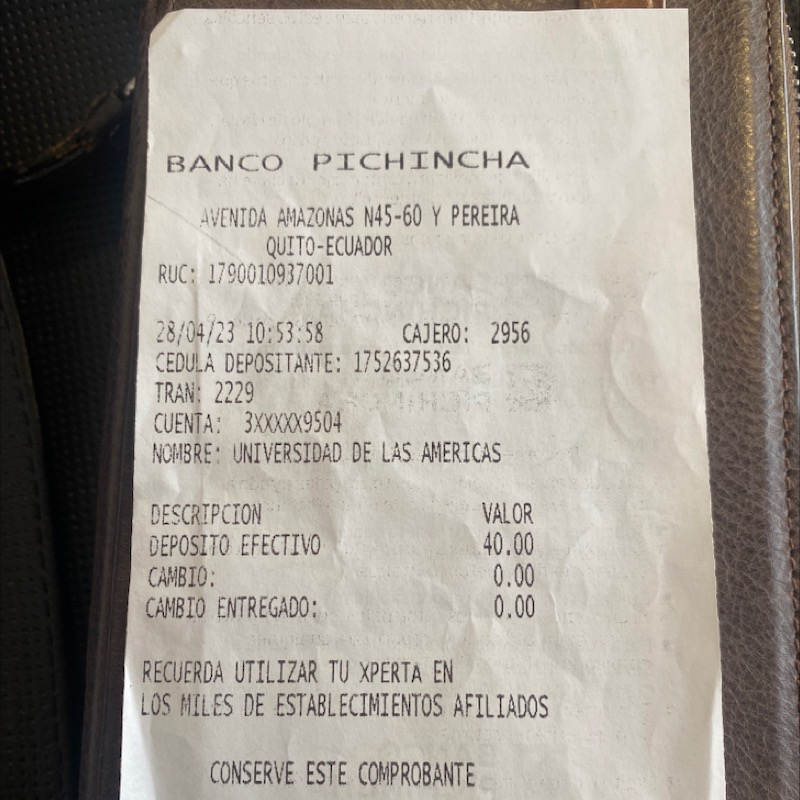 BANCO PICHINCHA
AVENIDA AMAZONAS N45-60 Y PEREIRA
QUITO-ECUADOR
RUC: 1790010937001
28/04/23 10:53:58 CAJERO: 2956
CEDULA DEPOSITANTE: 1752637536
TRAN: 2229
CUENTA: 3XXXXX9504
NOMBRE: UNIVERSIDAD DE LAS AMERICAS
DESCRIPCION VALOR
DEPOSITO EFECTIVO 40.00
CAMBIO: 0.00
CAMBIO ENTREGADO: 0.00
RECUERDA UTILIZAR TU XPERTA EN
LOS MILES DE ESTABLECIMIENTOS AFILIADOS
CONSERVE ESTE COMPROBANTE